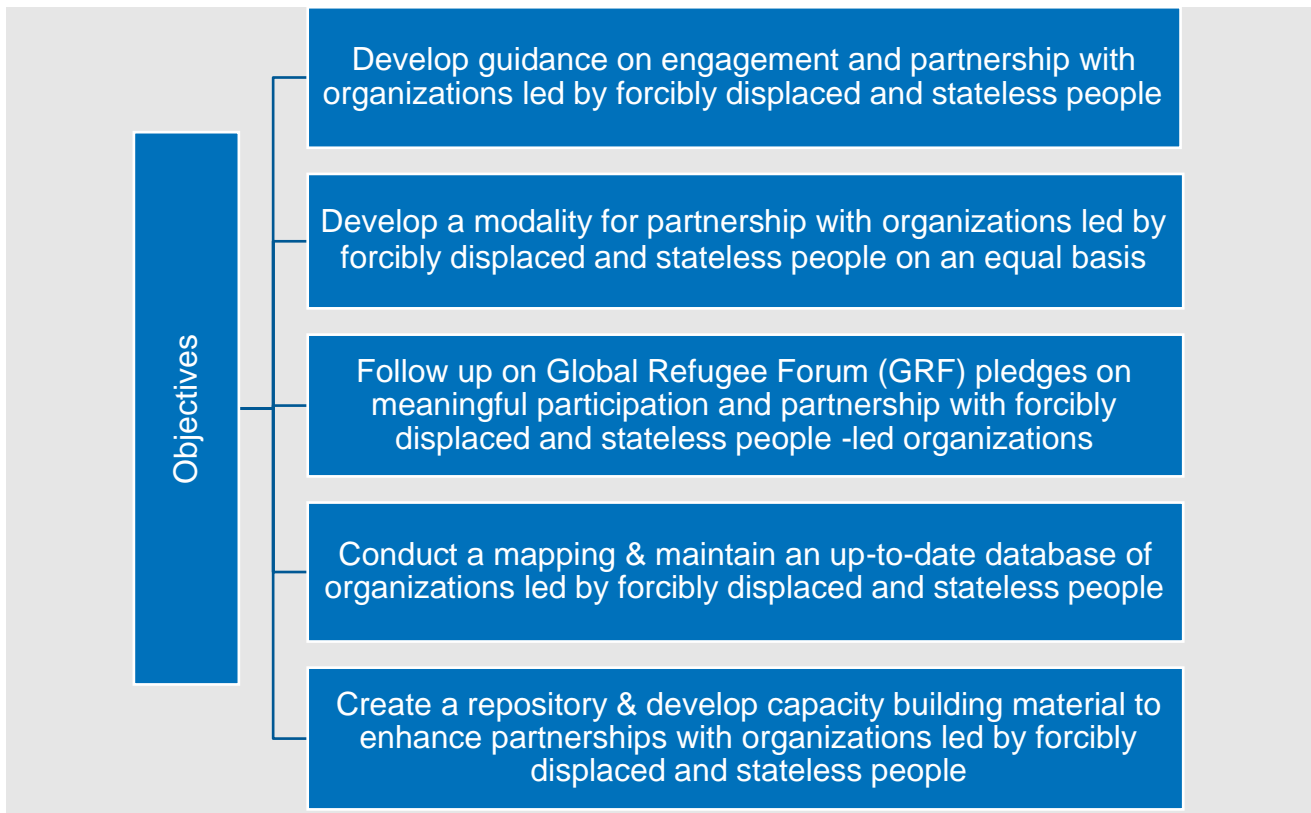 Objectives
Develop guidance on engagement and partnership with
organizations led by forcibly displaced and stateless people
Develop a modality for partnership with organizations led by
forcibly displaced and stateless people on an equal basis
Follow up on Global Refugee Forum (GRF) pledges on
meaningful participation and partnership with forcibly
displaced and stateless people -led organizations
Conduct a mapping & maintain an up-to-date database of
organizations led by forcibly displaced and stateless people
Create a repository & develop capacity building material to
enhance partnerships with organizations led by forcibly
displaced and stateless people